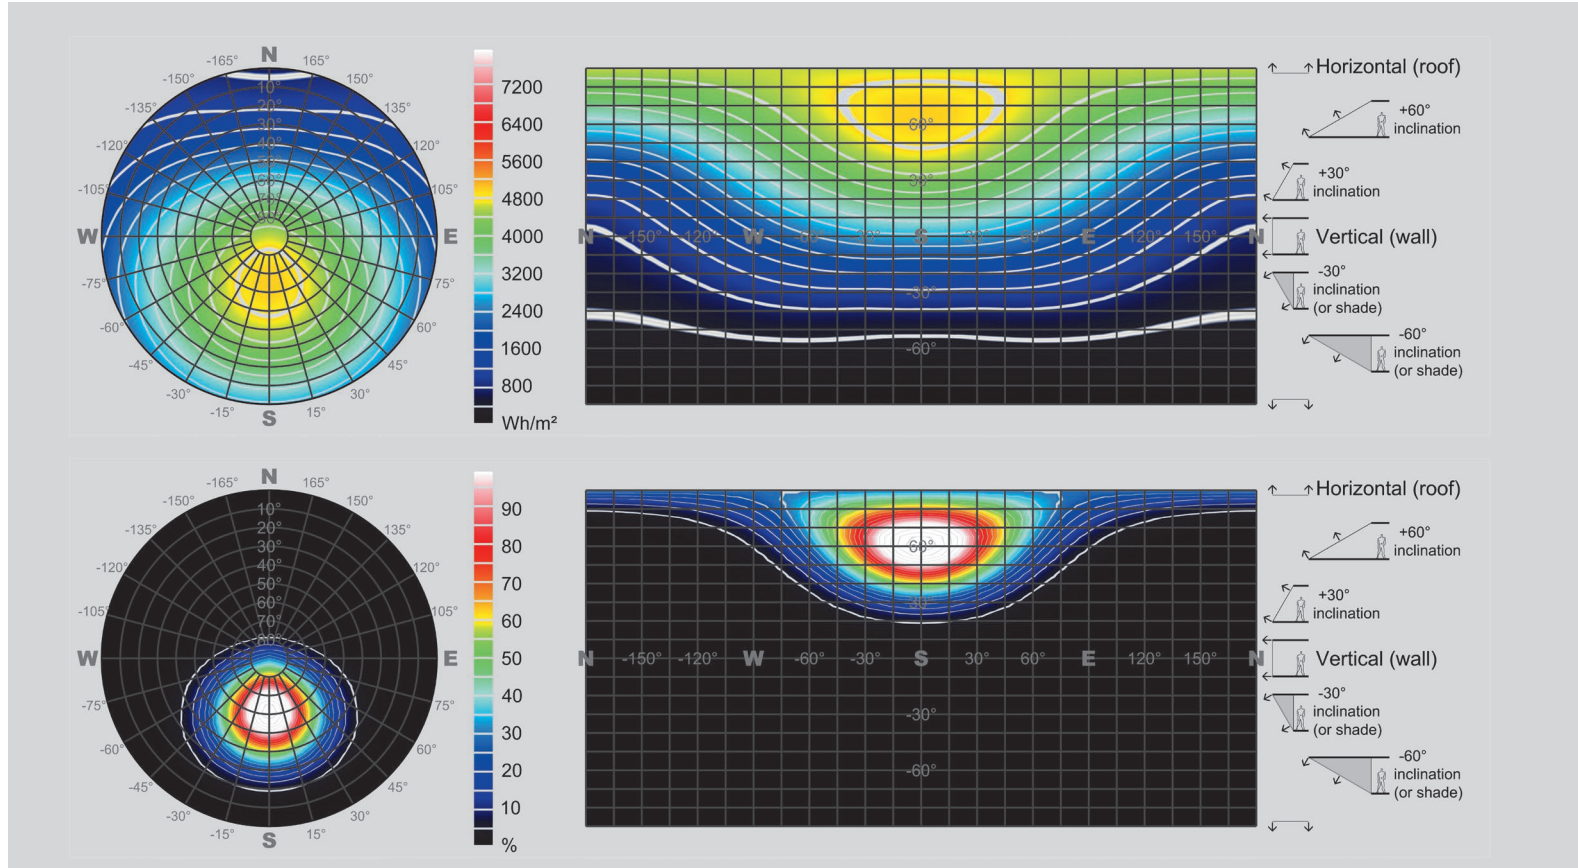 N
-165° 165°
-150° 150°
-135° 135°
-120° 120°
-105° 105°
W E
-75° 75°
-60° 60°
-45° 45°
-30° 30°
-15° 15°
S
10°
20°
30°
40°
50°
60°
70°
80°
7200
6400
5600
4800
4000
3200
2400
1600
800
Wh/m²
60°
30°
N -150° -120° W -60° -30° S 30° 60° E 120° 150° N
-30°
-60°
Horizontal (roof)
+60°
inclination
+30°
inclination
Vertical (wall)
-30°
inclination
(or shade)
-60°
inclination
(or shade)
N
-165° 165°
-150° 150°
-135° 135°
-120° 120°
-105° 105°
W E
-75° 75°
-60° 60°
-45° 45°
-30° 30°
-15° 15°
S
10°
20°
30°
40°
50°
60°
70°
80°
90
80
70
60
50
40
30
20
10
%
60°
30°
N -150° -120° W -60° -30° S 30° 60° E 120° 150° N
-30°
-60°
Horizontal (roof)
+60°
inclination
+30°
inclination
Vertical (wall)
-30°
inclination
(or shade)
-60°
inclination
(or shade)